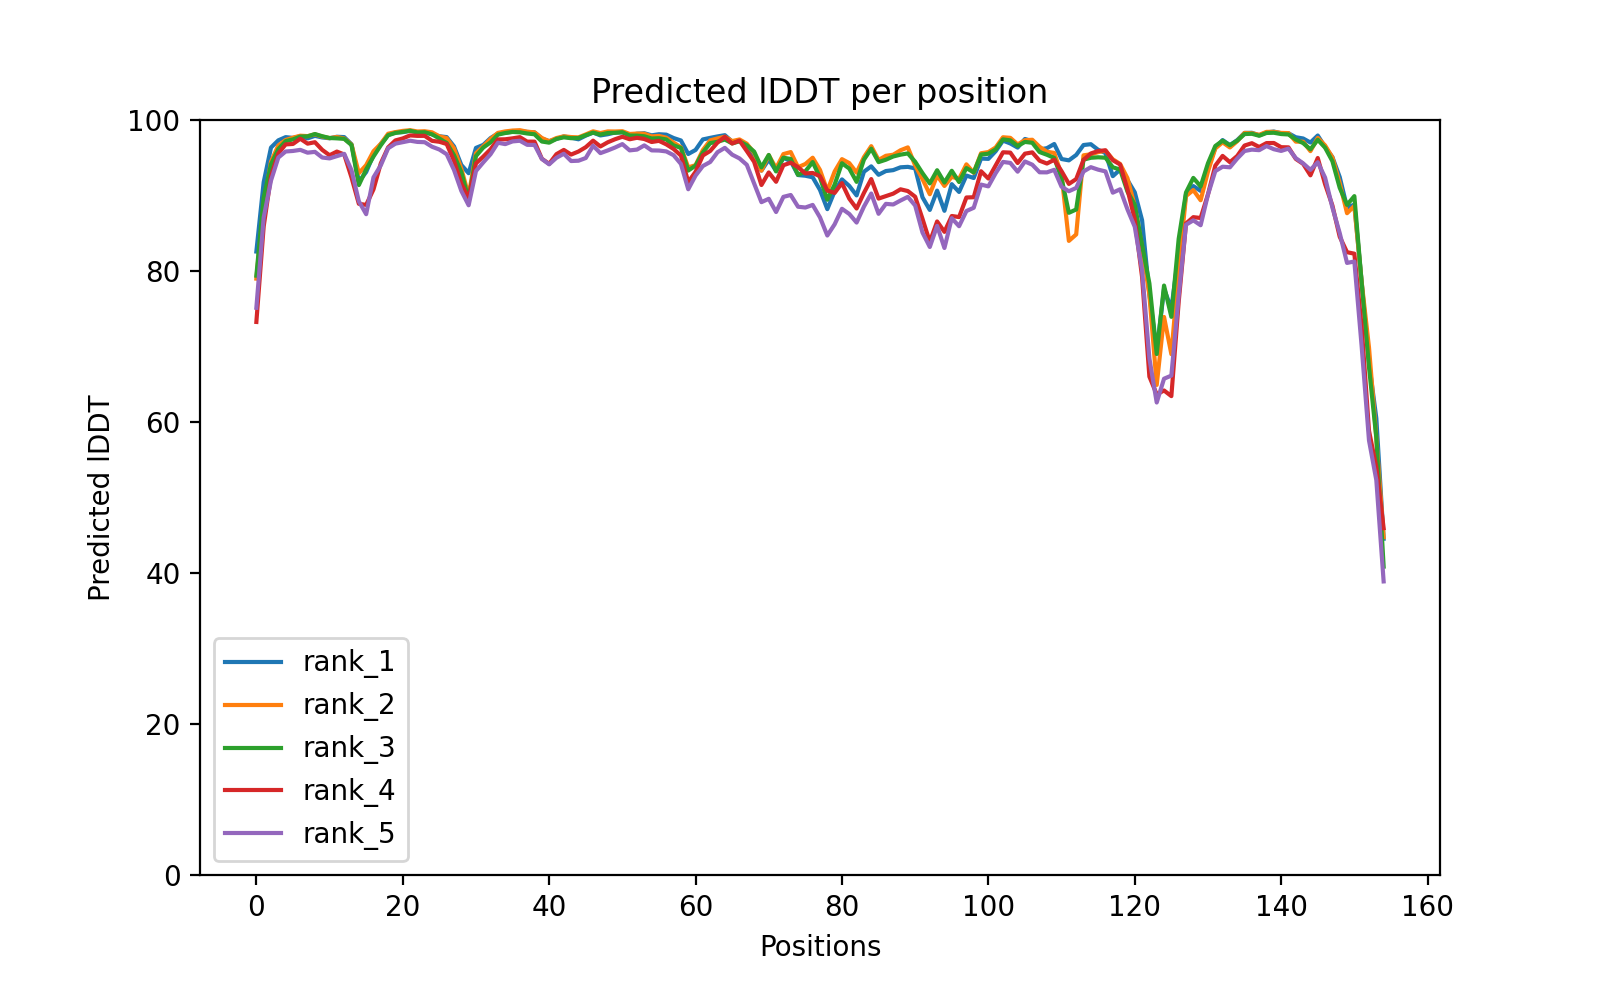 Predicted lDDT per position
100
80
60
40
20
0
Predicted lDDT
rank_1
rank_2
rank_3
rank_4
rank_5
0 20 40 60 80 100 120 140 160
Positions